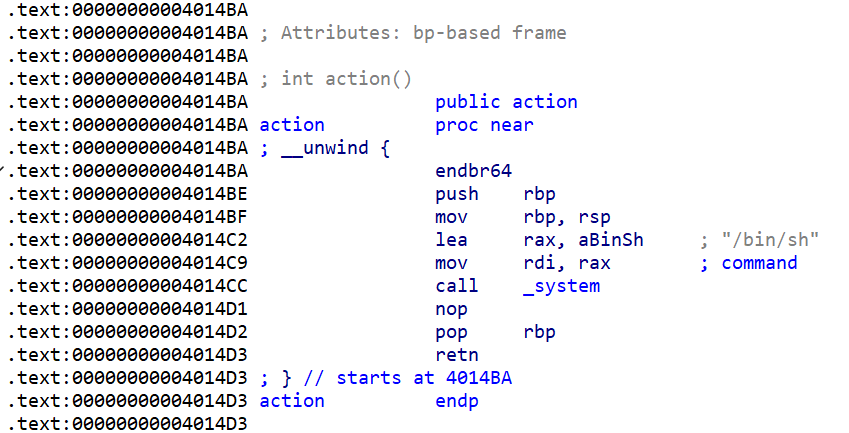 .text:00000000004014BA
.text:00000000004014BA ; Attributes: bp-based frame
.text:00000000004014BA
.text:00000000004014BA ; int action()
.text:00000000004014BA                 public action
.text:00000000004014BA action          proc near
.text:00000000004014BA ; __unwind {
.text:00000000004014BA                 endbr64
.text:00000000004014BE                 push    rbp
.text:00000000004014BF                 mov     rbp, rsp
.text:00000000004014C2                 lea     rax, aBinSh     ; "/bin/sh"
.text:00000000004014C9                 mov     rdi, rax        ; command
.text:00000000004014CC                 call    _system
.text:00000000004014D1                 nop
.text:00000000004014D2                 pop     rbp
.text:00000000004014D3                 retn
.text:00000000004014D3 ; } // starts at 4014BA
.text:00000000004014D3 action          endp
.text:00000000004014D3